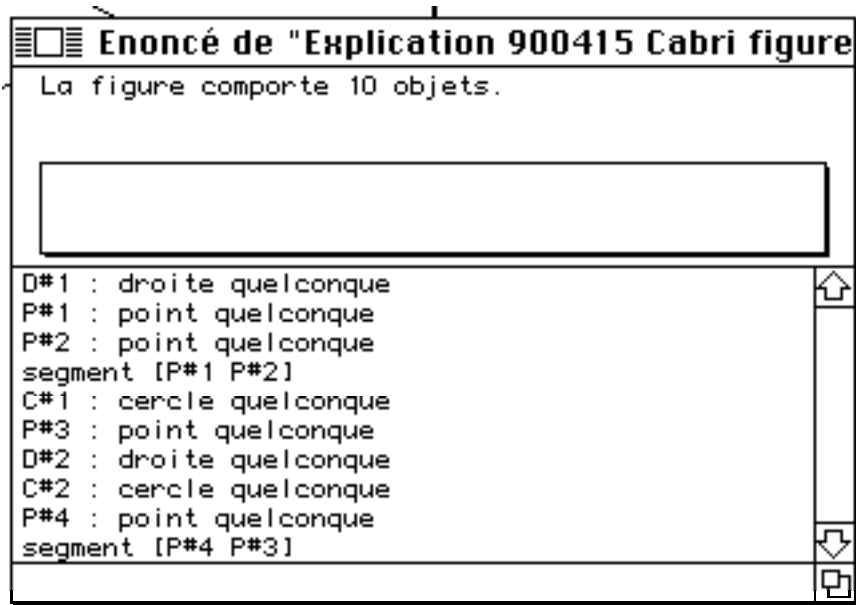 Enoncé de "Explication 900415 Cabri figure
La figure comporte 10 objets.
D#1 : droite quelconque
P#1 : point quelconque
P#2 : point quelconque
segment [P#1 P#2]
C#1 : cercle quelconque
P#3 : point quelconque
D#2 : droite quelconque
C#2 : cercle quelconque
P#4 : point quelconque
segment [P#4 P#3]